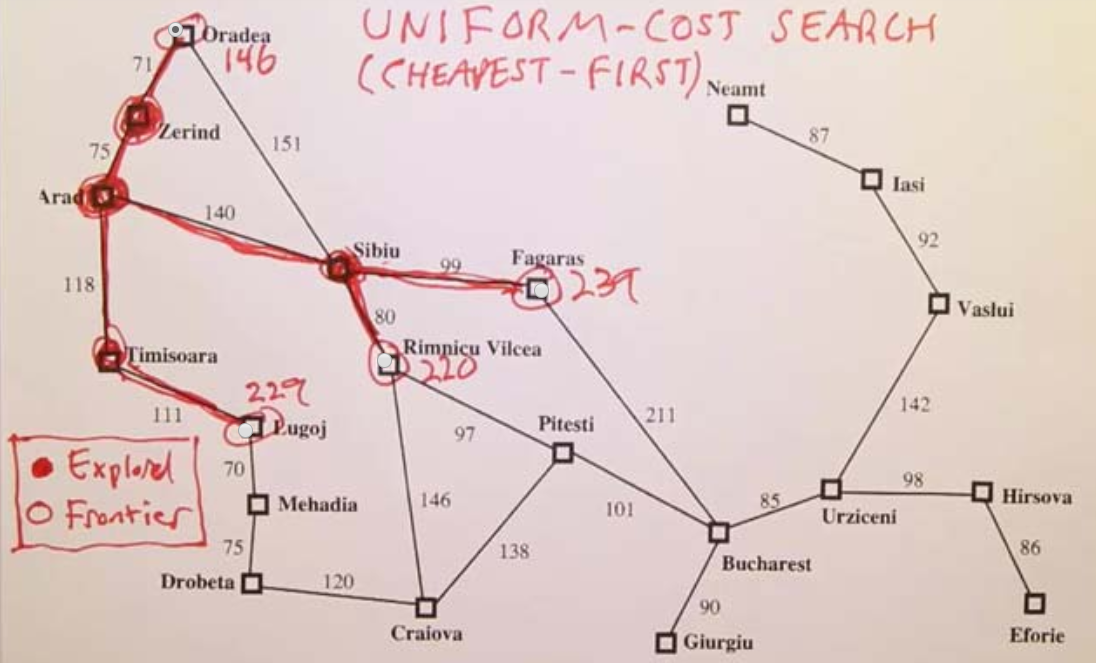 UNIFORM-COST SEARCH
(CHEAPEST-FIRST)
Oradea
146
71
Neamt
Zerind
87
151
75
Iasi
Arad
140
92
Sibiu
Fagaras
99
239
118
Vaslui
80
Rimnicu Vilcea
Timisoara
220
229
142
111
211
Lugoj
Pitesti
97
Explored
70
98
Hirsova
Frontier
Mehadia
146
101
85
Urziceni
75
138
86
Bucharest
Drobeta
120
90
Craiova
Giurgiu
Eforie